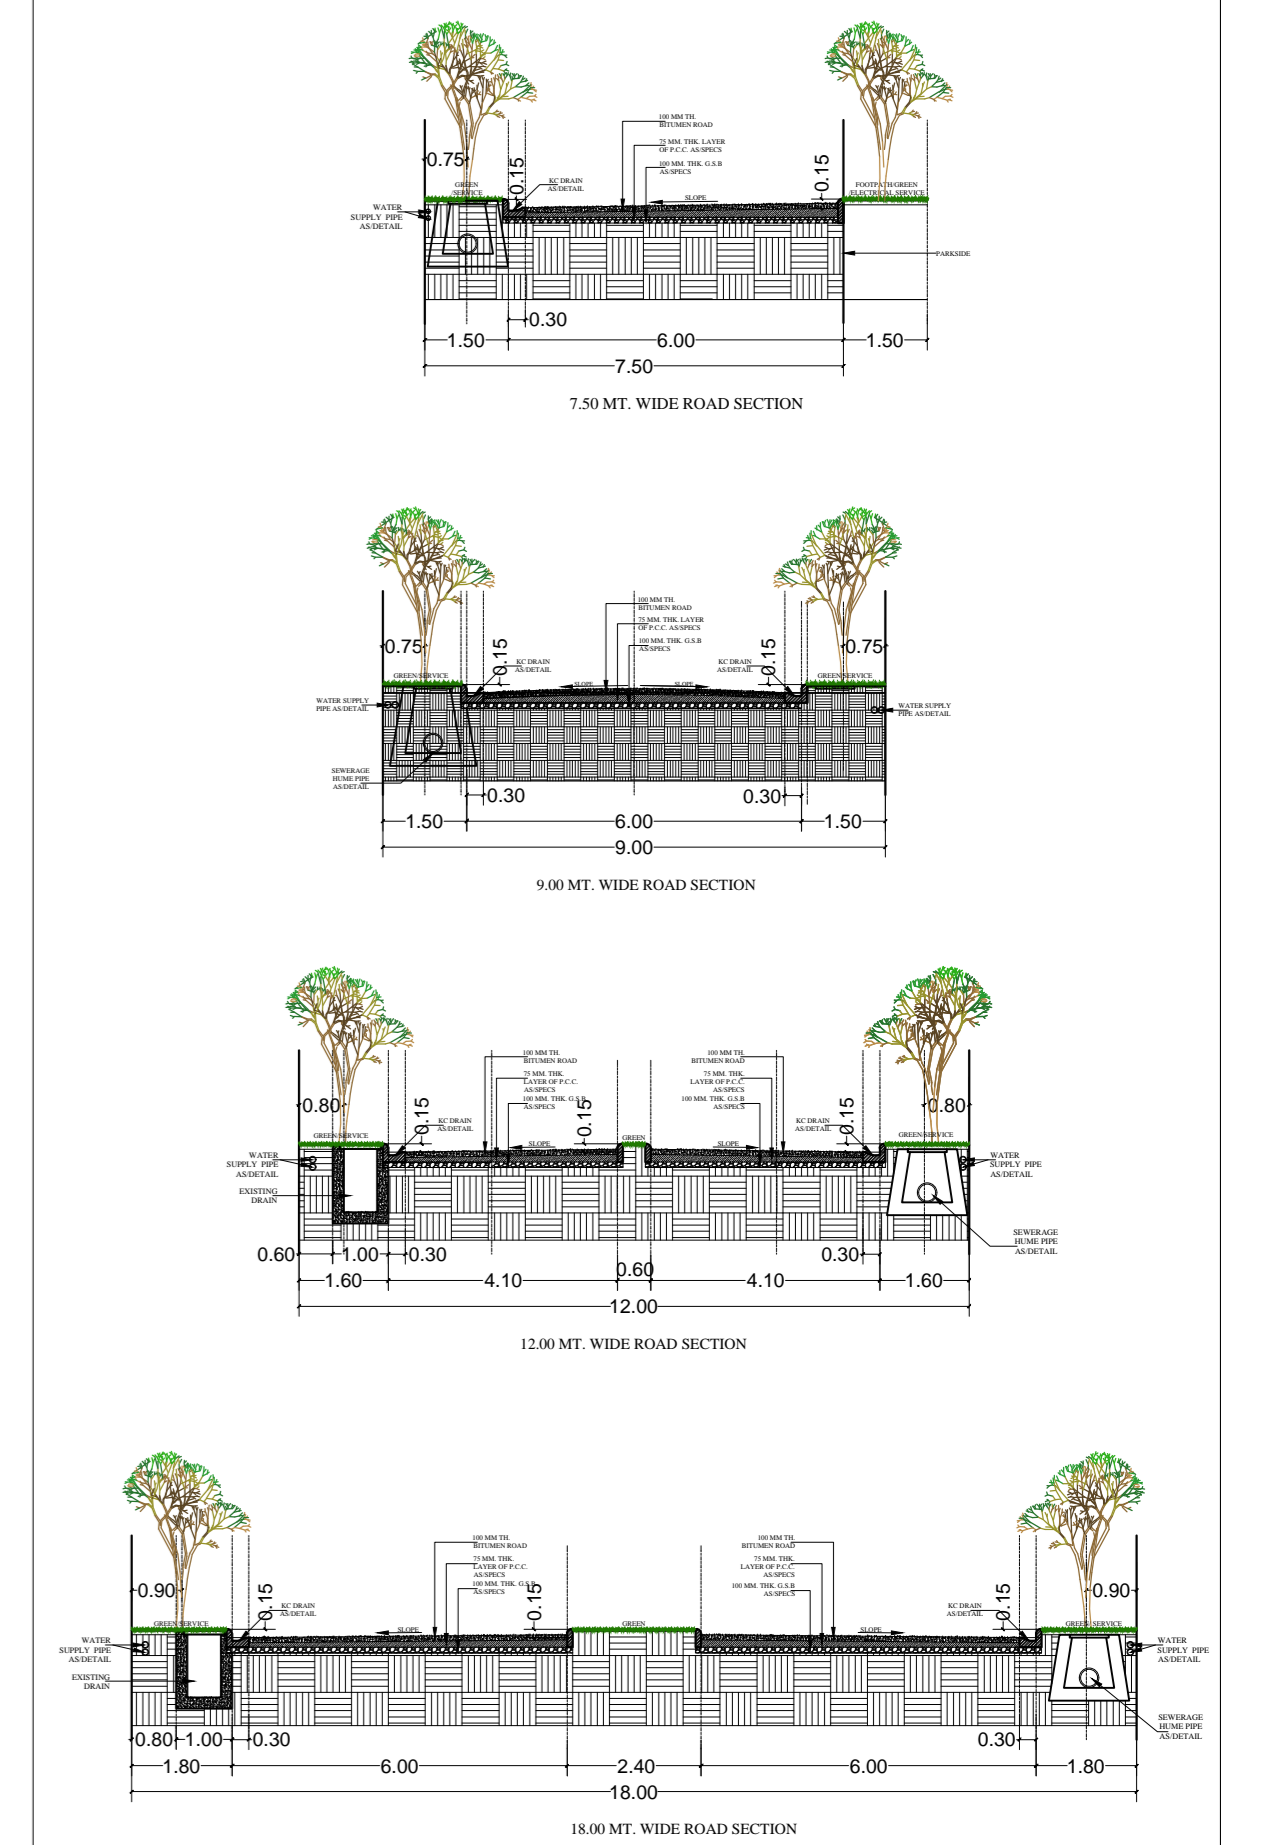 100 MM TH.
BITUMEN ROAD
75 MM. THK. LAYER
OF P.C.C. AS/SPECS
100 MM. THK. G.S.B
AS/SPECS
0.75
0.15
0.15
GREEN
/SERVICE
KC DRAIN
AS/DETAIL
SLOPE
FOOTPATH/GREEN
/ELECTRICAL SERVICE
WATER
SUPPLY PIPE
AS/DETAIL
PARKSIDE
0.30
1.50
6.00
1.50
7.50
7.50 MT. WIDE ROAD SECTION
100 MM TH.
BITUMEN ROAD
75 MM. THK. LAYER
OF P.C.C. AS/SPECS
100 MM. THK. G.S.B
AS/SPECS
0.75
0.15
0.15
0.75
KC DRAIN
AS/DETAIL
KC DRAIN
AS/DETAIL
GREEN/SERVICE
SLOPE
SLOPE
GREEN/SERVICE
WATER SUPPLY
PIPE AS/DETAIL
WATER SUPPLY
PIPE AS/DETAIL
SEWERAGE
HUME PIPE
AS/DETAIL
0.30
0.30
1.50
6.00
1.50
9.00
9.00 MT. WIDE ROAD SECTION
100 MM TH.
BITUMEN ROAD
75 MM. THK.
LAYER OF P.C.C.
AS/SPECS
100 MM. THK. G.S.B
AS/SPECS
100 MM TH.
BITUMEN ROAD
75 MM. THK.
LAYER OF P.C.C.
AS/SPECS
100 MM. THK. G.S.B
AS/SPECS
0.80
0.15
0.15
0.15
0.80
KC DRAIN
AS/DETAIL
KC DRAIN
AS/DETAIL
GREEN/SERVICE
SLOPE
GREEN
SLOPE
GREEN/SERVICE
WATER
SUPPLY PIPE
AS/DETAIL
WATER
SUPPLY PIPE
AS/DETAIL
EXISTING
DRAIN
SEWERAGE
HUME PIPE
AS/DETAIL
0.60
1.00
0.30
0.30
1.60
4.10
0.60
4.10
1.60
12.00
12.00 MT. WIDE ROAD SECTION
100 MM TH.
BITUMEN ROAD
75 MM. THK.
LAYER OF P.C.C.
AS/SPECS
100 MM. THK. G.S.B
AS/SPECS
100 MM TH.
BITUMEN ROAD
75 MM. THK.
LAYER OF P.C.C.
AS/SPECS
100 MM. THK. G.S.B
AS/SPECS
0.90
0.15
0.15
0.15
0.90
KC DRAIN
AS/DETAIL
KC DRAIN
AS/DETAIL
GREEN/SERVICE
SLOPE
GREEN
SLOPE
GREEN/SERVICE
WATER
SUPPLY PIPE
AS/DETAIL
WATER
SUPPLY PIPE
AS/DETAIL
EXISTING
DRAIN
SEWERAGE
HUME PIPE
AS/DETAIL
0.80
1.00
0.30
0.30
1.80
6.00
2.40
6.00
1.80
18.00
18.00 MT. WIDE ROAD SECTION